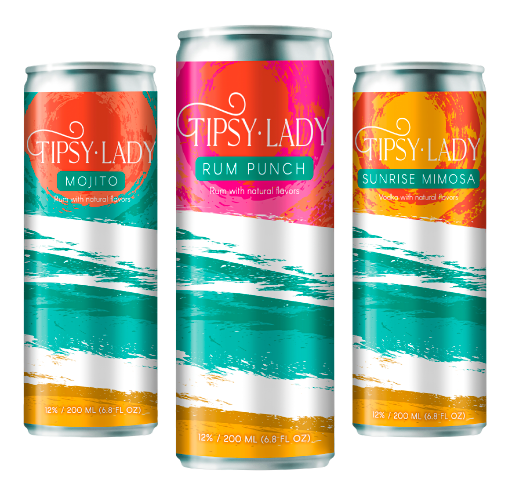 TIPSY·LADY
MOJITO
Rum with natural flavors
12% / 200 ML (6.8 FL OZ)
TIPSY·LADY
RUM PUNCH
Rum with natural flavors
12% / 200 ML (6.8 FL OZ)
TIPSY·LADY
SUNRISE MIMOSA
Vodka with natural flavors
12% / 200 ML (6.8 FL OZ)